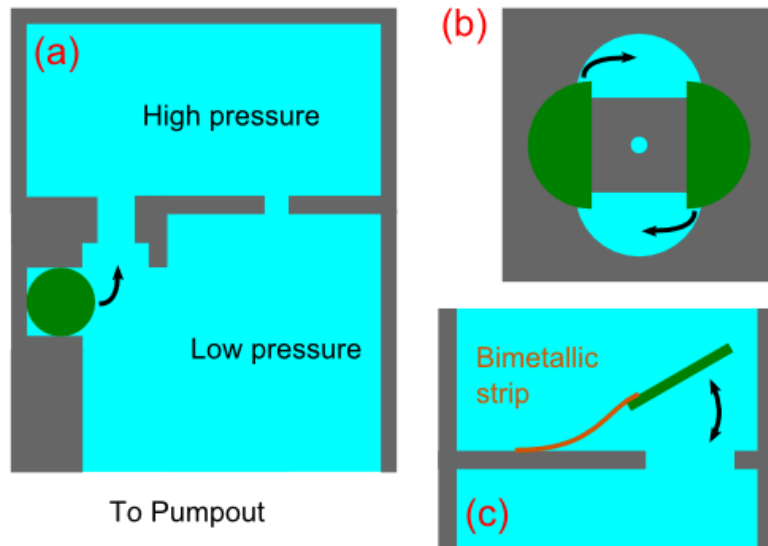 (a)
High pressure
Low pressure
To Pumpout
(b)
Bimetallic
strip
(c)